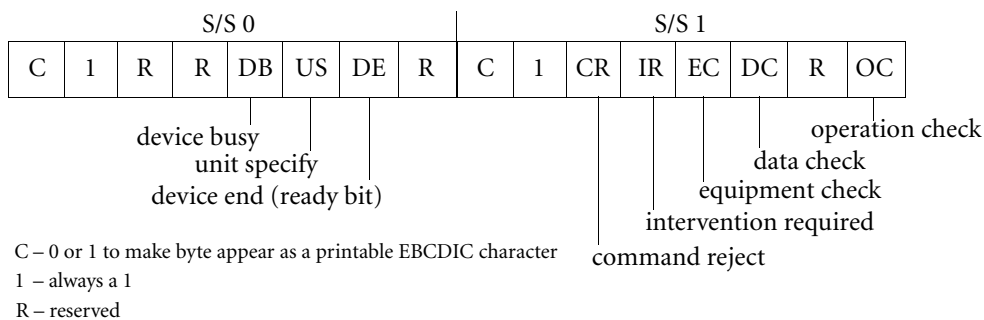 S/S 0 S/S 1
C 1 R R DB US DE R C 1 CR IR EC DC R OC
operation check
device busy
data check
unit specify
equipment check
device end (ready bit)
intervention required
command reject
C – 0 or 1 to make byte appear as a printable EBCDIC character
1 – always a 1
R – reserved